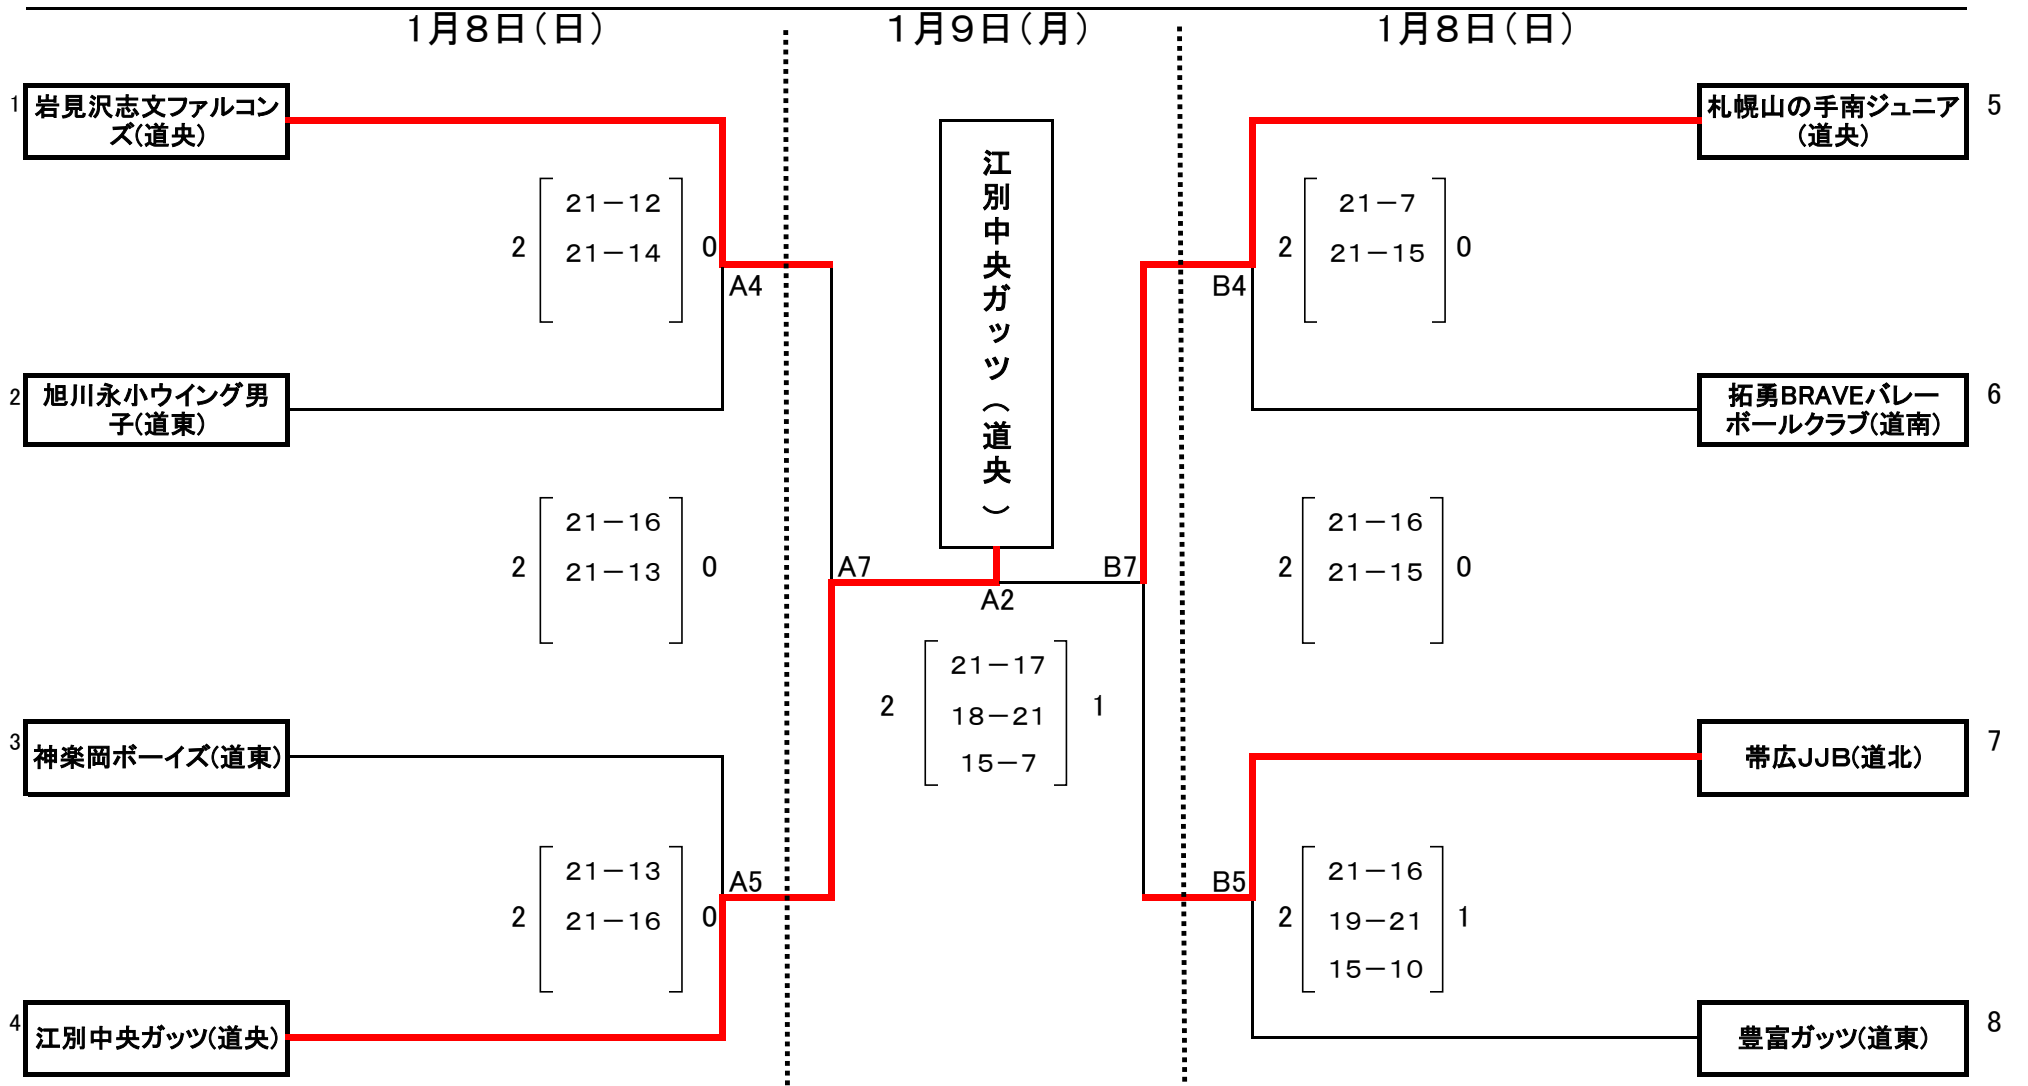 1月8日(日)
1月9日(月)
1月8日(日)
1
岩見沢志文ファルコン
ズ(道央)
21－12
21－14
2
0
A4
2
旭川永小ウイング男
子(道東)
21－16
21－13
2
0
A7
3
神楽岡ボーイズ(道東)
21－13
21－16
2
0
A5
4
江別中央ガッツ(道央)
江別中央ガッツ(道央)
A2
21－17
18－21
15－7
2
1
5
札幌山の手南ジュニア
(道央)
21－7
21－15
2
0
B4
6
拓勇BRAVEバレー
ボールクラブ(道南)
21－16
21－15
2
0
B7
7
帯広JJB(道北)
21－16
19－21
15－10
2
1
B5
8
豊富ガッツ(道東)